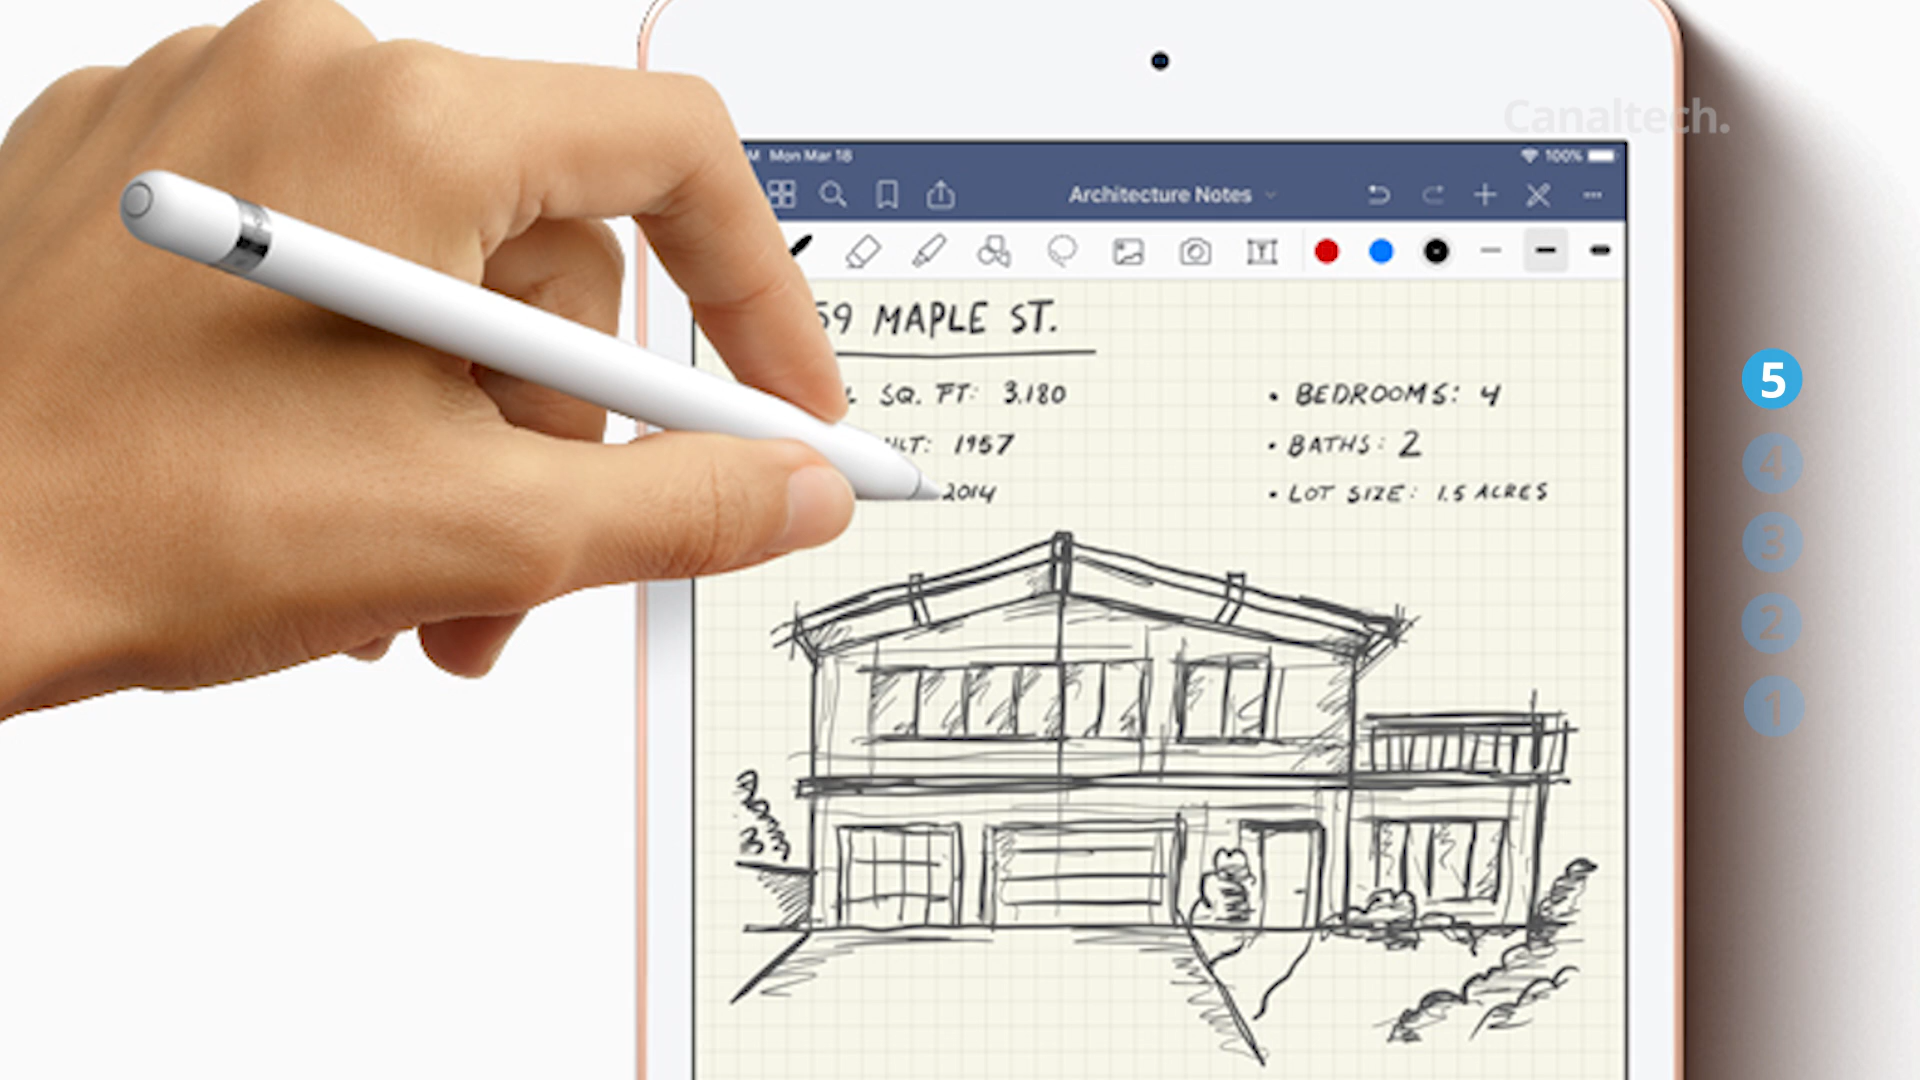 Canaltech.
Mon Mar 18 100%
Architecture Notes
59 MAPLE ST.
SQ. FT: 3,180
1957
2014
• BEDROOMS: 4
• BATHS: 2
• LOT SIZE: 1.5 ACRES
5
4
3
2
1